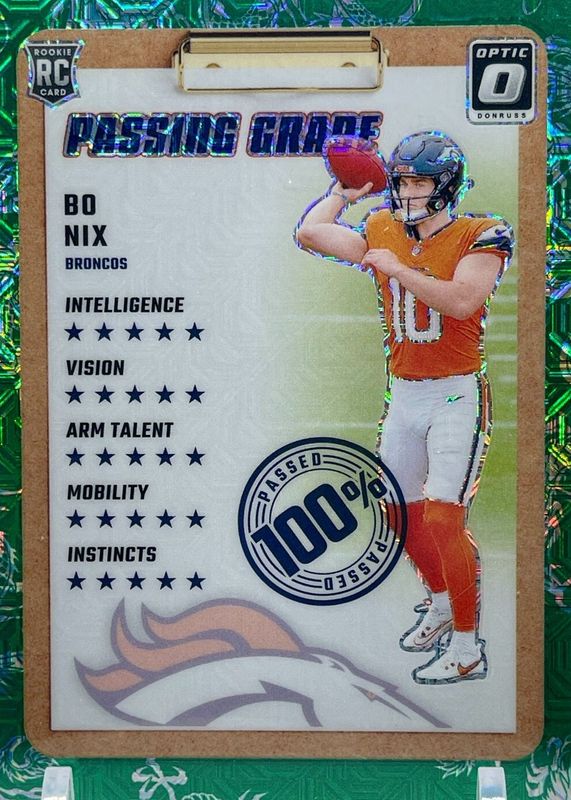 ROOKIE
RC
CARD
OPTIC
O
DONRUSS
PASSING GRADE
BO
NIX
BRONCOS
INTELLIGENCE
VISION
ARM TALENT
MOBILITY
INSTINCTS
10
PASSED
100%
PASSED